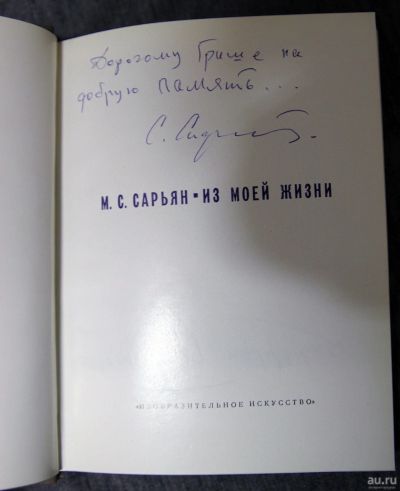 Дорогому Грише на
добрую память...
М. С. САРЬЯН ▪ ИЗ МОЕЙ ЖИЗНИ
«ИЗОБРАЗИТЕЛЬНОЕ ИСКУССТВО»
au.ru